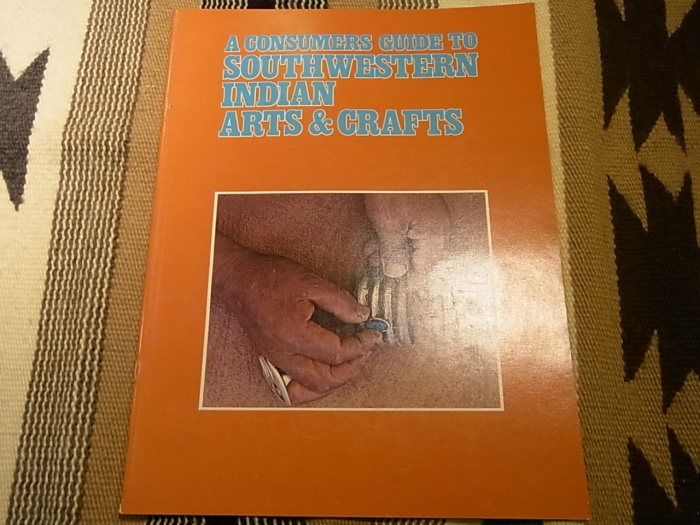 A CONSUMERS GUIDE TO
SOUTHWESTERN
INDIAN
ARTS & CRAFTS